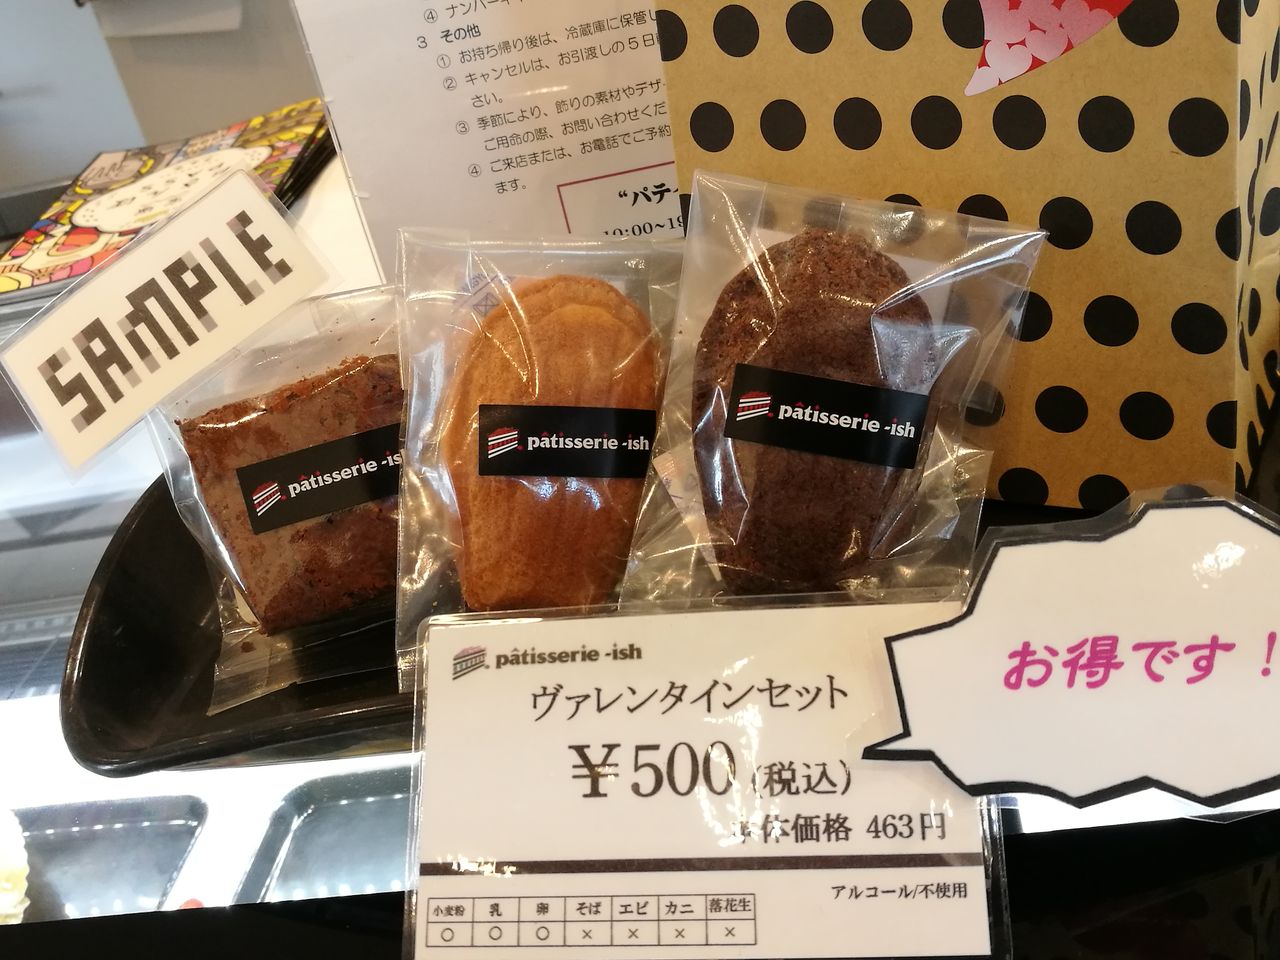 ④
3 その他
① お持ち帰り後は、冷蔵庫に保管し
② キャンセルは、お引渡しの5日
さい。
③ 季節により、飾りの素材やデザ
ご用命の際、お問い合わせくだ
④ ご来店または、お電話でご予約
ます。
"パティ
10:00~19
SAMPLE
pâtisserie -ish
pâtisserie -ish
pâtisserie -ish
pâtisserie -ish
ヴァレンタインセット
¥500(税込)
本体価格 463円
アルコール/不使用
小麦粉 乳 卵 そば エビ カニ 落花生
○ ○ ○ × × × ×
お得です!